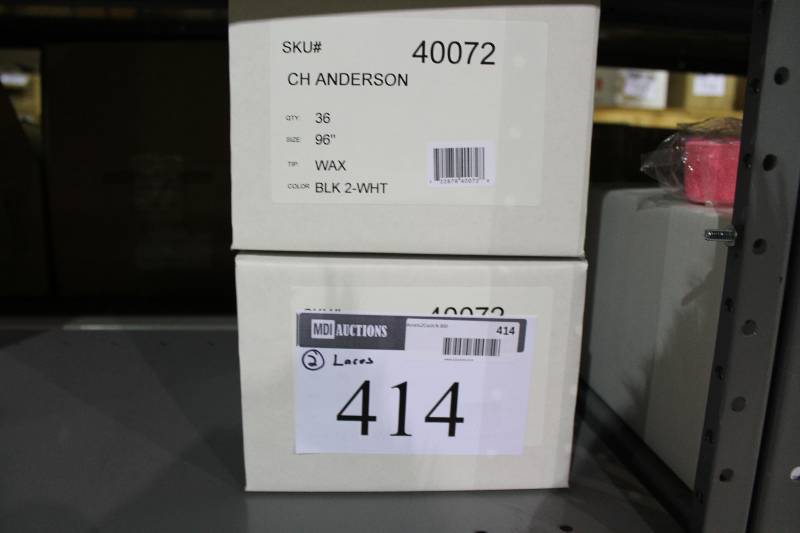 SKU# 40072
CH ANDERSON
QTY: 36
SIZE: 96"
TIP: WAX
COLOR BLK 2-WHT
40072
MDI AUCTIONS 414
② Laces
414